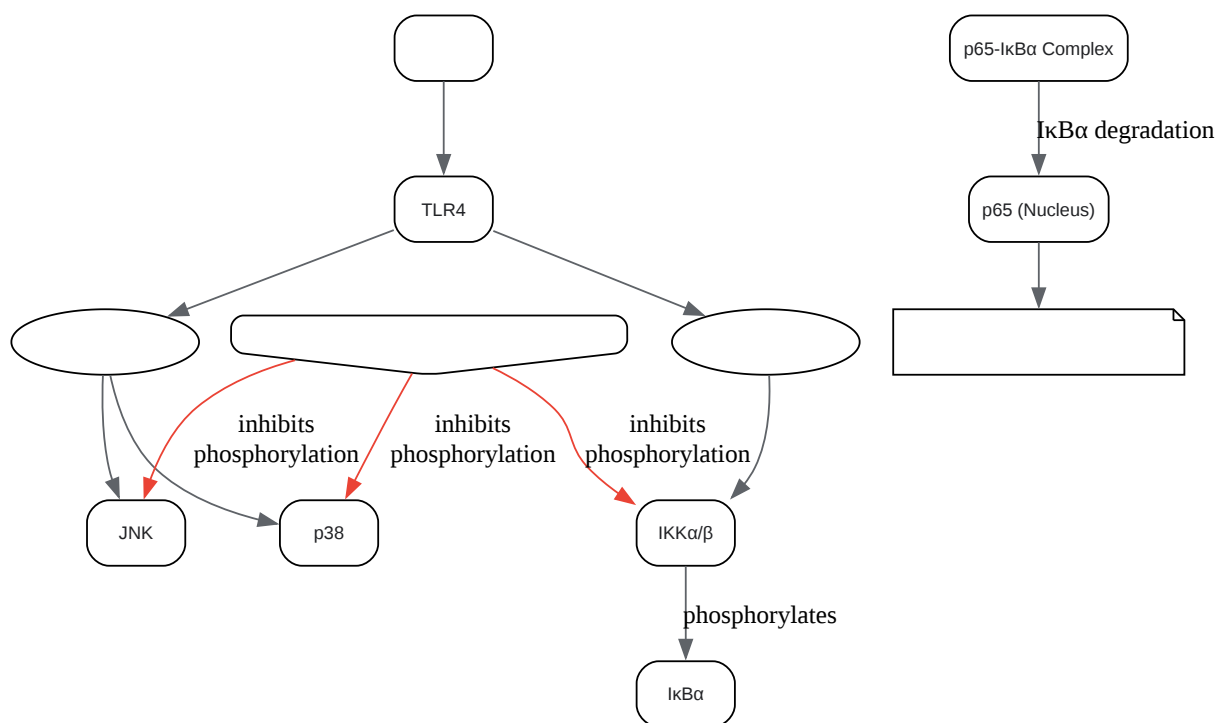 p65-IκBα Complex
IκBα degradation
TLR4
p65 (Nucleus)
inhibits
phosphorylation
inhibits
phosphorylation
inhibits
phosphorylation
JNK
p38
IKKα/β
phosphorylates
IκBα